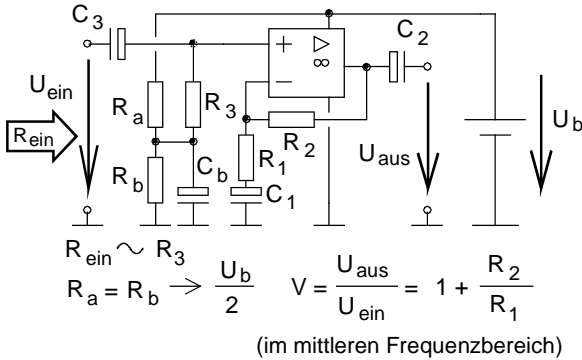 C3
+
▷
∞
−
C2
Uein
Ra
R3
R2
Ub
Rein
R1
Uaus
Rb
Cb
C1
Rein ∼ R3
Ra = Rb → Ub/2
V = Uaus/Uein = 1 + R2/R1
(im mittleren Frequenzbereich)